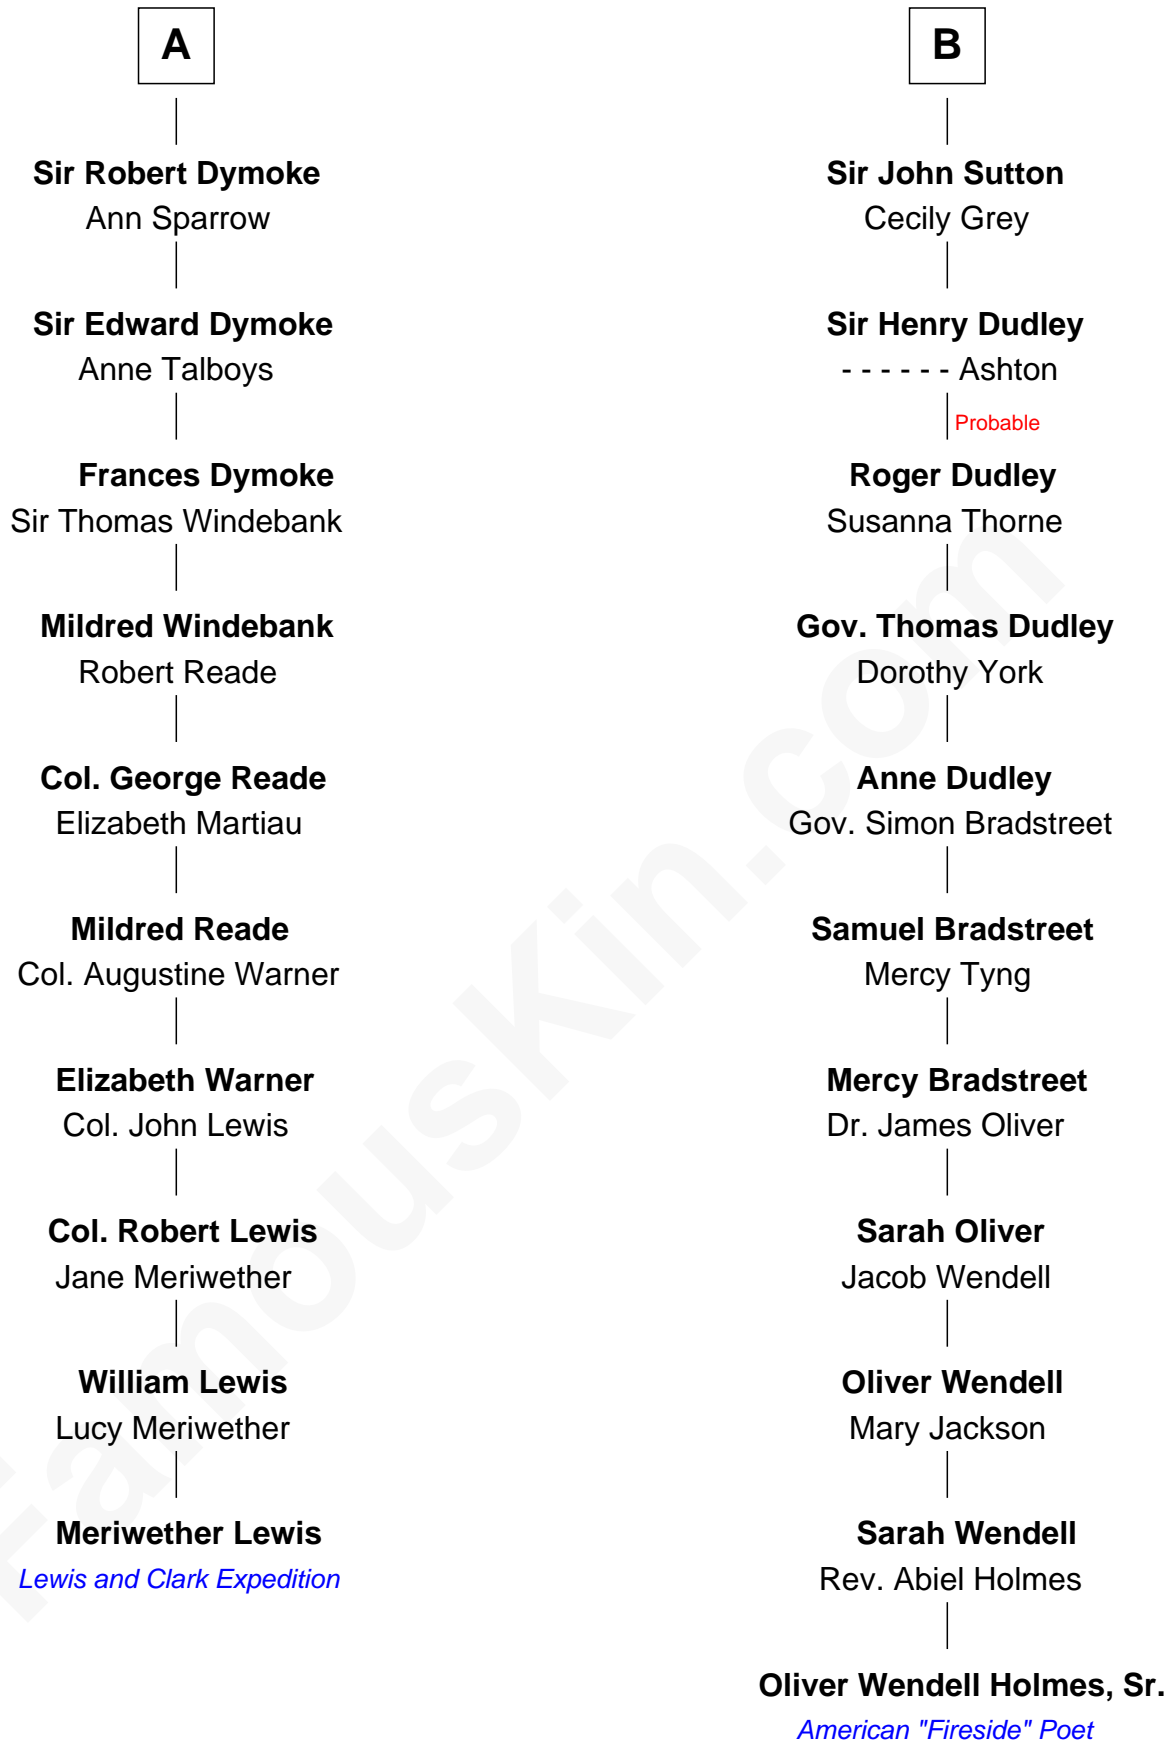 A
Sir Robert Dymoke
Ann Sparrow
Sir Edward Dymoke
Anne Talboys
Frances Dymoke
Sir Thomas Windebank
Mildred Windebank
Robert Reade
Col. George Reade
Elizabeth Martiau
Mildred Reade
Col. Augustine Warner
Elizabeth Warner
Col. John Lewis
Col. Robert Lewis
Jane Meriwether
William Lewis
Lucy Meriwether
Meriwether Lewis
Lewis and Clark Expedition
B
Sir John Sutton
Cecily Grey
Sir Henry Dudley
- - - - - - Ashton
Probable
Roger Dudley
Susanna Thorne
Gov. Thomas Dudley
Dorothy York
Anne Dudley
Gov. Simon Bradstreet
Samuel Bradstreet
Mercy Tyng
Mercy Bradstreet
Dr. James Oliver
Sarah Oliver
Jacob Wendell
Oliver Wendell
Mary Jackson
Sarah Wendell
Rev. Abiel Holmes
Oliver Wendell Holmes, Sr.
American "Fireside" Poet
FamousKin.com